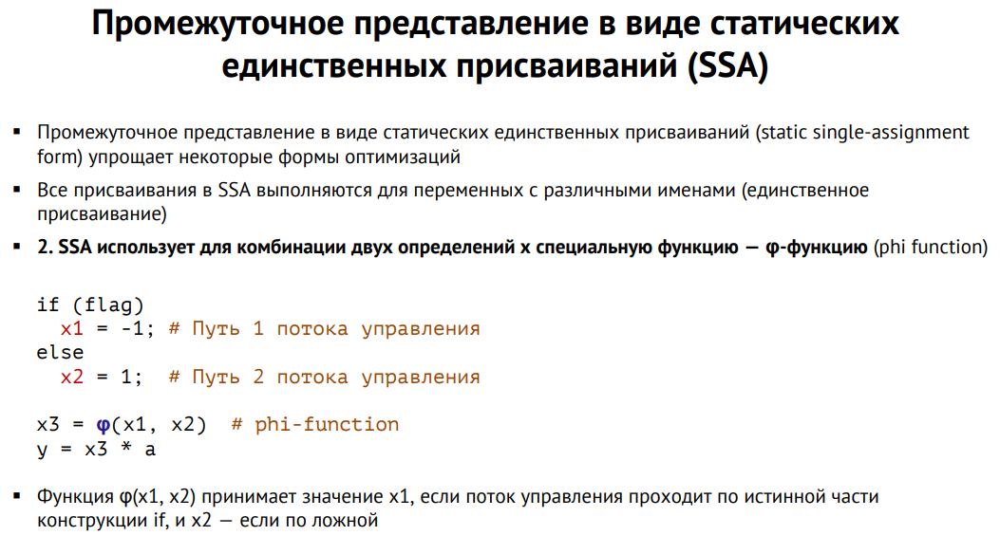 Промежуточное представление в виде статических
единственных присваиваний (SSA)
▪ Промежуточное представление в виде статических единственных присваиваний (static single-assignment
form) упрощает некоторые формы оптимизаций
▪ Все присваивания в SSA выполняются для переменных с различными именами (единственное
присваивание)
▪ 2. SSA использует для комбинации двух определений x специальную функцию — φ-функцию (phi function)
if (flag)
x1 = -1; # Путь 1 потока управления
else
x2 = 1; # Путь 2 потока управления
x3 = φ(x1, x2) # phi-function
y = x3 * a
▪ Функция φ(x1, x2) принимает значение x1, если поток управления проходит по истинной части
конструкции if, и x2 — если по ложной